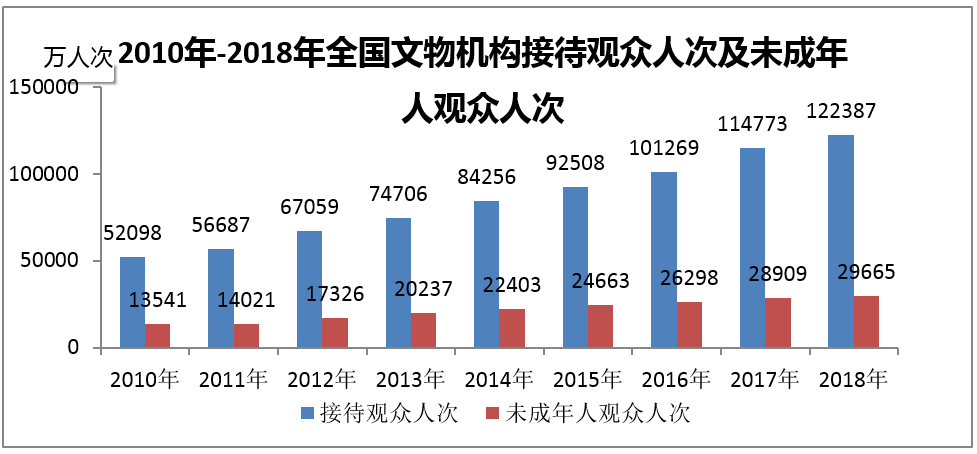 万人次
2010年-2018年全国文物机构接待观众人次及未成年
人观众人次
150000
100000
50000
0
52098 56687 67059 74706 84256 92508 101269 114773 122387
13541 14021 17326 20237 22403 24663 26298 28909 29665
2010年 2011年 2012年 2013年 2014年 2015年 2016年 2017年 2018年
接待观众人次 未成年人观众人次